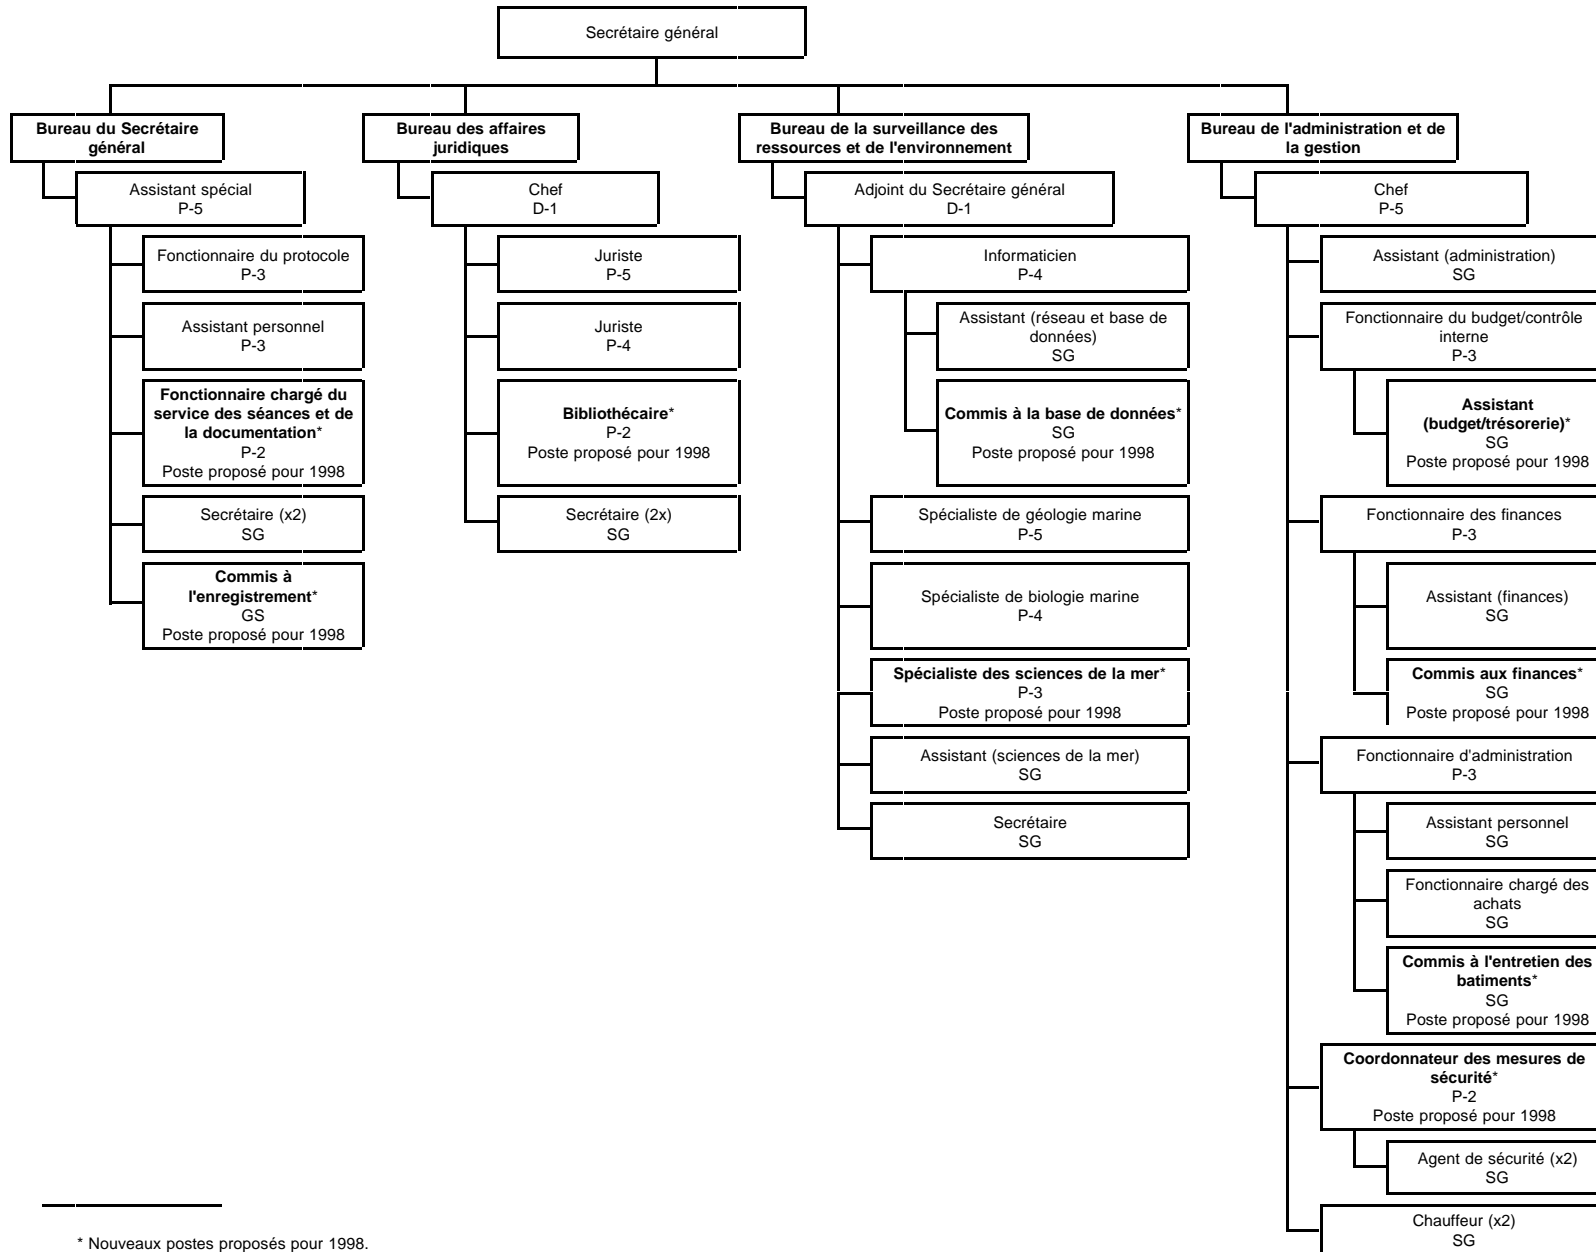 Secrétaire général
Bureau du Secrétaire
général
Assistant spécial
P-5
Fonctionnaire du protocole
P-3
Assistant personnel
P-3
Fonctionnaire chargé du
service des séances et de
la documentation*
P-2
Poste proposé pour 1998
Secrétaire (x2)
SG
Commis à
l'enregistrement*
GS
Poste proposé pour 1998
Bureau des affaires
juridiques
Chef
D-1
Juriste
P-5
Juriste
P-4
Bibliothécaire*
P-2
Poste proposé pour 1998
Secrétaire (2x)
SG
Bureau de la surveillance des
ressources et de l'environnement
Adjoint du Secrétaire général
D-1
Informaticien
P-4
Assistant (réseau et base de
données)
SG
Commis à la base de données*
SG
Poste proposé pour 1998
Spécialiste de géologie marine
P-5
Spécialiste de biologie marine
P-4
Spécialiste des sciences de la mer*
P-3
Poste proposé pour 1998
Assistant (sciences de la mer)
SG
Secrétaire
SG
Bureau de l'administration et de
la gestion
Chef
P-5
Assistant (administration)
SG
Fonctionnaire du budget/contrôle
interne
P-3
Assistant
(budget/trésorerie)*
SG
Poste proposé pour 1998
Fonctionnaire des finances
P-3
Assistant (finances)
SG
Commis aux finances*
SG
Poste proposé pour 1998
Fonctionnaire d'administration
P-3
Assistant personnel
SG
Fonctionnaire chargé des
achats
SG
Commis à l'entretien des
batiments*
SG
Poste proposé pour 1998
Coordonnateur des mesures de
sécurité*
P-2
Poste proposé pour 1998
Agent de sécurité (x2)
SG
Chauffeur (x2)
SG
* Nouveaux postes proposés pour 1998.